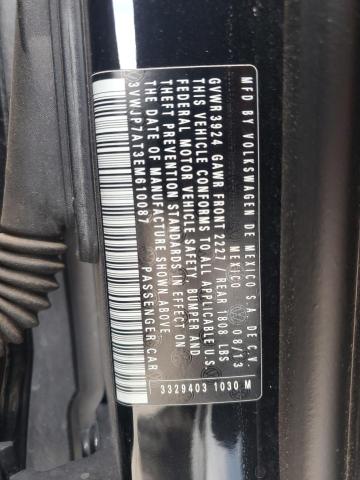 MFD BY VOLKSWAGEN DE MEXICO S.A. DE C.V.
MEXICO 08/13
GVWR3924 GAWR FRONT 2227 / REAR 1808 LBS
THIS VEHICLE CONFORMS TO ALL APPLICABLE U S
FEDERAL MOTOR VEHICLE SAFETY, BUMPER AND
THEFT PREVENTION STANDARDS IN EFFECT ON
THE DATE OF MANUFACTURE SHOWN ABOVE
3VWJP7AT3EM610087 PASSENGER CAR
3329403 1030 M